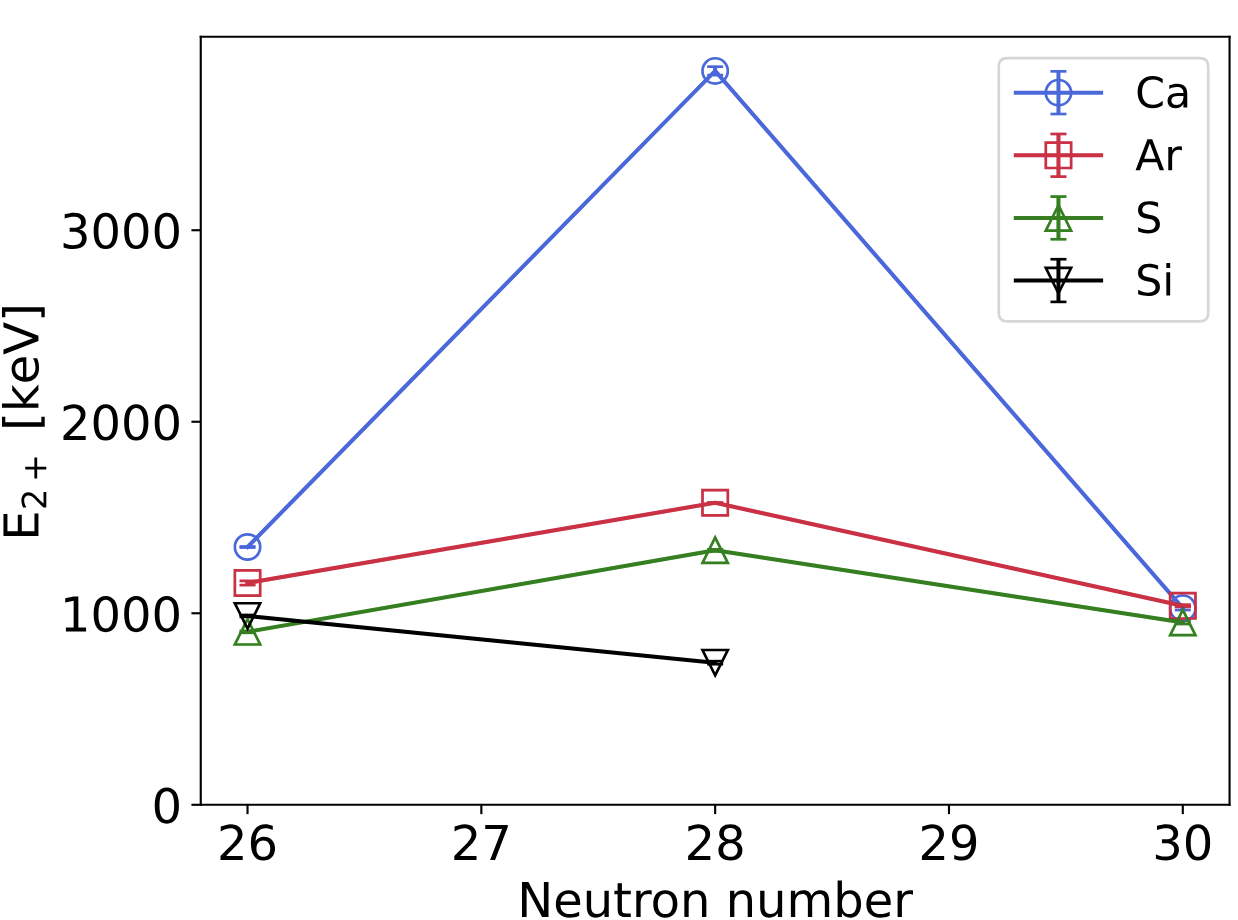 E2+ [keV]
3000
2000
1000
0
26 27 28 29 30
Neutron number
Ca
Ar
S
Si